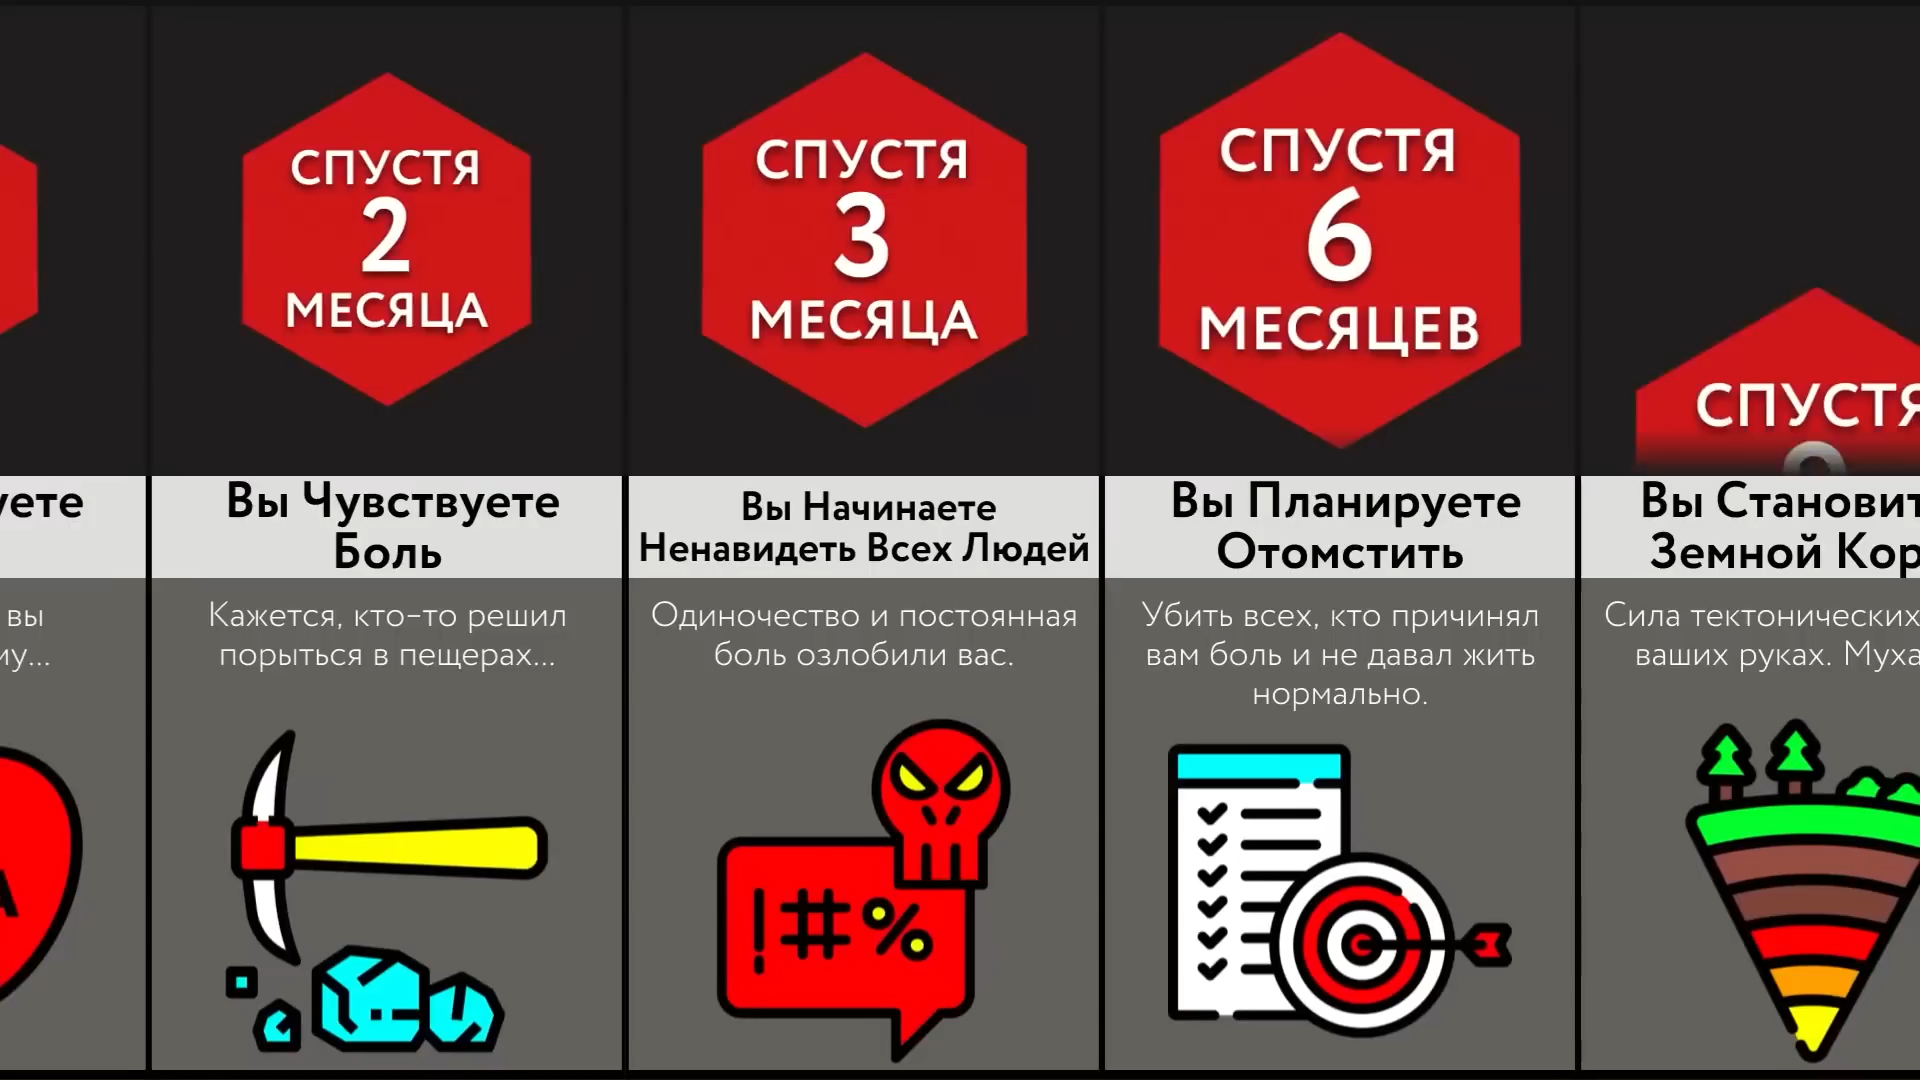 уете
вы
му...
А
СПУСТЯ
2
МЕСЯЦА
Вы Чувствуете
Боль
Кажется, кто-то решил
порыться в пещерах...
СПУСТЯ
3
МЕСЯЦА
Вы Начинаете
Ненавидеть Всех Людей
Одиночество и постоянная
боль озлобили вас.
!#%
СПУСТЯ
6
МЕСЯЦЕВ
Вы Планируете
Отомстить
Убить всех, кто причинял
вам боль и не давал жить
нормально.
СПУСТЯ
Вы Становит
Земной Кор
Сила тектонических
ваших руках. Муха